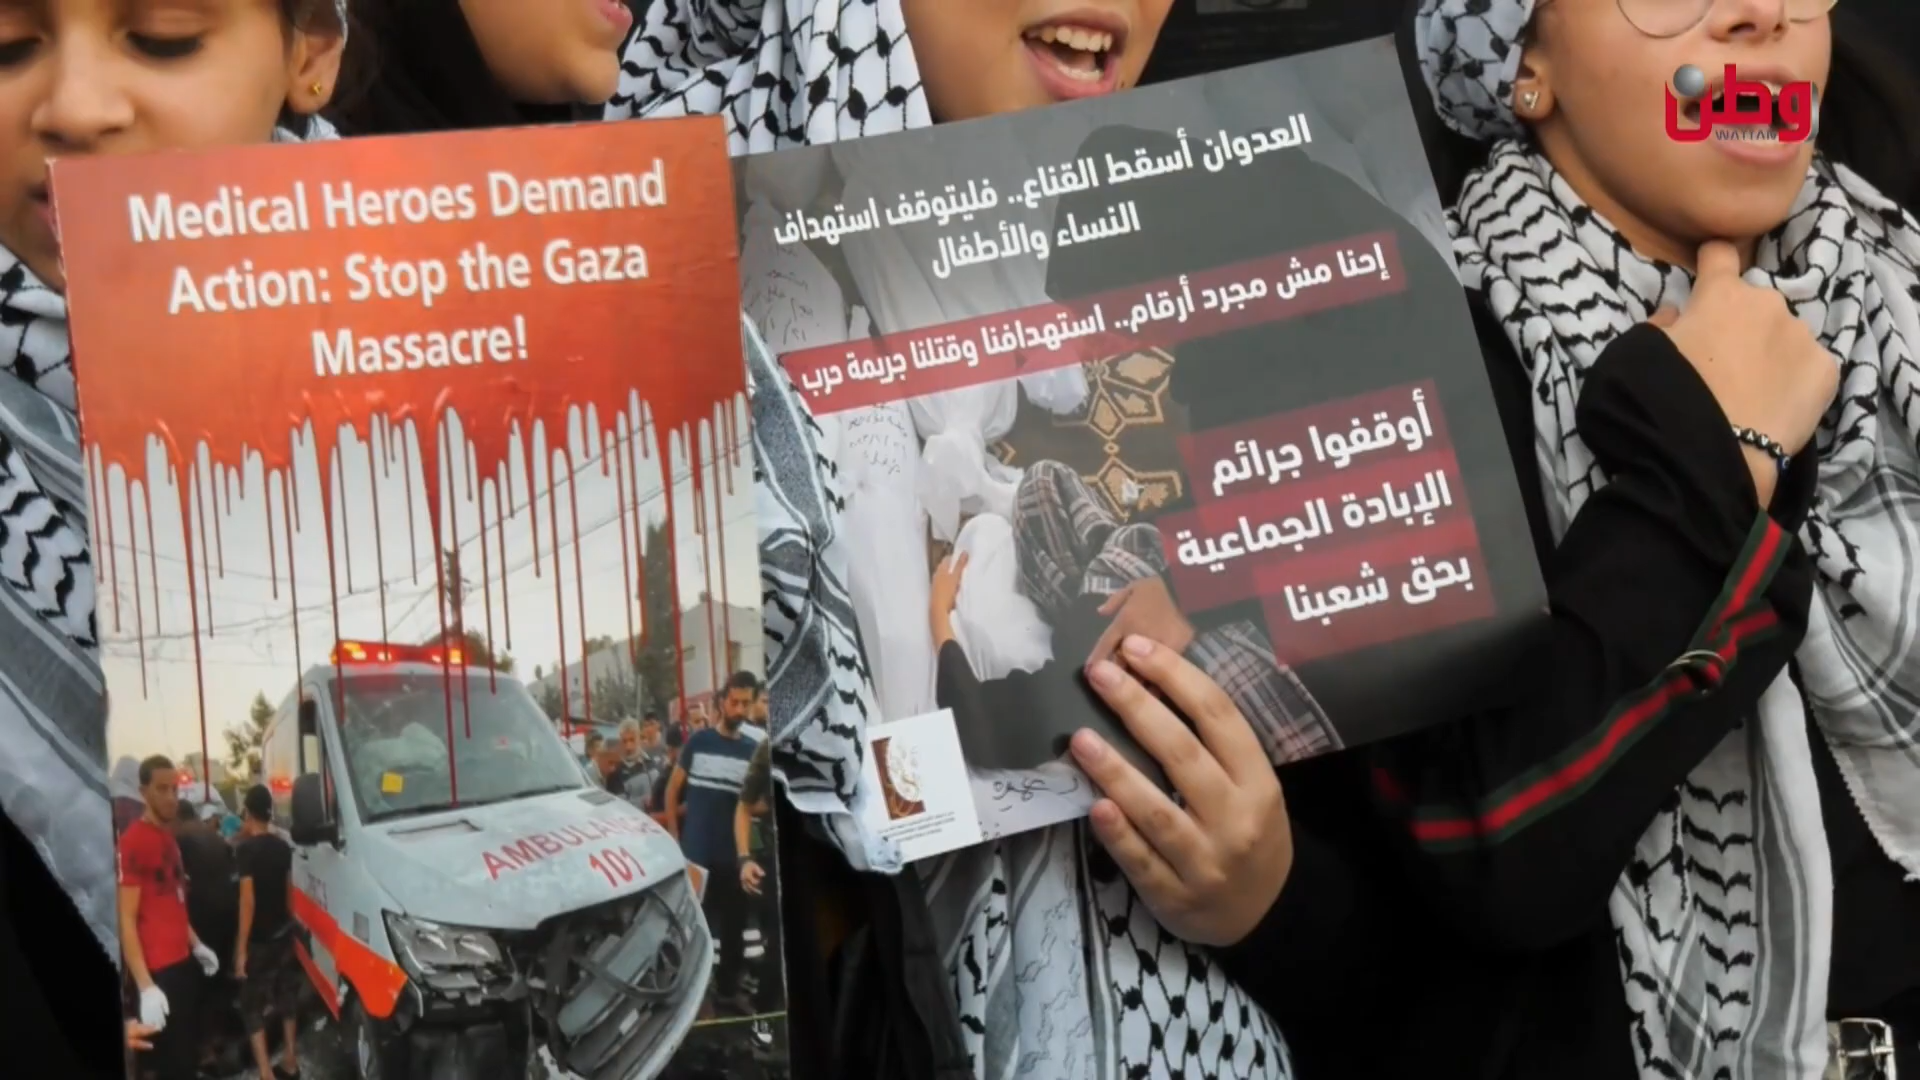 وطن
WATTAN
Medical Heroes Demand
Action: Stop the Gaza
Massacre!
AMBULANCE
101
العدوان أسقط القناع.. فليتوقف استهداف
النساء والأطفال
إحنا مش مجرد أرقام.. استهدافنا وقتلنا جريمة حرب
أوقفوا جرائم
الإبادة الجماعية
بحق شعبنا